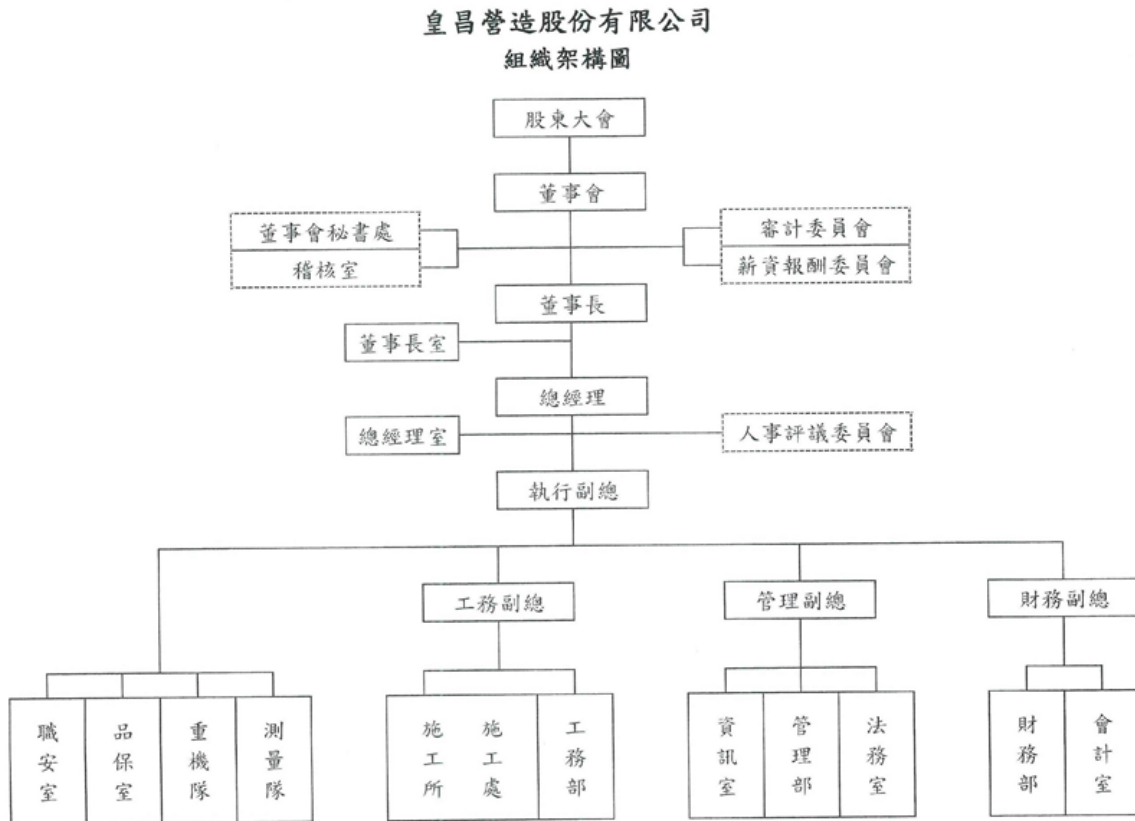 皇昌營造股份有限公司
組織架構圖
股東大會
董事會
董事會秘書處
稽核室
審計委員會
薪資報酬委員會
董事長
董事長室
總經理
總經理室
人事評議委員會
執行副總
工務副總
管理副總
財務副總
職安室
品保室
重機隊
測量隊
施工所
施工處
工務部
資訊室
管理部
法務室
財務部
會計室